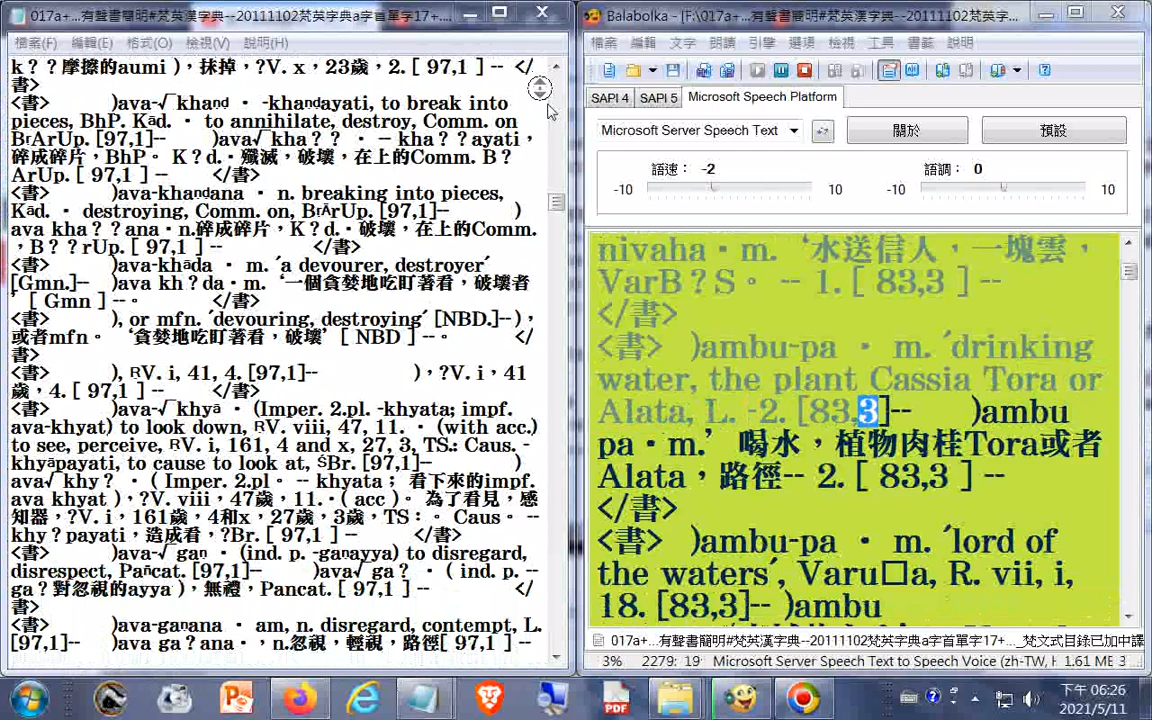 017a+...有聲書簡明#梵英漢字典--20111102梵英字典a字首單字17+...
檔案(F) 編輯(E) 格式(O) 檢視(V) 說明(H)
k？？摩擦的aumi )，抹掉，?V. x，23歲，2. [ 97,1 ] -- </
書>
<書> )ava-√khaṇḍ ‧ -khaṇḍayati, to break into
pieces, BhP. Kād. ‧ to annihilate, destroy, Comm. on
BṛĀrUp. [97,1]-- )ava√kha？？ ‧ -- kha？？ayati，
碎成碎片，BhP。 K？d.‧殲滅，破壞，在上的Comm. B？
ArUp. [ 97,1 ] -- </書>
<書> )ava-khaṇḍana ‧ n. breaking into pieces,
Kād. ‧ destroying, Comm. on, BṛĀrUp. [97,1]-- )
ava kha？？ana‧n.碎成碎片，K？d.‧破壞，在上的Comm.
，B？？rUp. [ 97,1 ] -- </書>
<書> )ava-khāda ‧ m. ´a devourer, destroyer´
[Gmn.]-- )ava kh？da‧m.‘一個貪婪地吃盯著看，破壞者
’[ Gmn ] --。 </書>
<書> ), or mfn. ´devouring, destroying´ [NBD.]-- )，
或者mfn。‘貪婪地吃盯著看，破壞’[ NBD ] --。 </
書>
<書> ), ṚV. i, 41, 4. [97,1]-- )，?V. i，41
歲，4. [ 97,1 ] -- </書>
<書> )ava-√khyā ‧ (Imper. 2.pl. -khyata; impf.
ava-khyat) to look down, ṚV. viii, 47, 11. ‧ (with acc.)
to see, perceive, ṚV. i, 161, 4 and x, 27, 3, TS.: Caus. -
khyāpayati, to cause to look at, ŚBr. [97,1]-- )
ava√khy？ ‧ ( Imper. 2.pl。 -- khyata； 看下來的impf.
ava khyat )，?V. viii，47歲，11.‧( acc )。為了看見，感
知器，?V. i，161歲，4和x，27歲，3歲，TS：。Caus。 --
khy？payati，造成看，?Br. [ 97,1 ] -- </書>
<書> )ava-√gaṇ ‧ (ind. p. -gaṇayya) to disregard,
disrespect, Pañcat. [97,1]-- )ava√ga？ ‧ ( ind. p. --
ga？對忽視的ayya )，無禮，Pancat. [ 97,1 ] -- </
書>
<書> )ava-gaṇana ‧ am, n. disregard, contempt, L.
[97,1]-- )ava ga？ana‧，n.忽視，輕視，路徑[ 97,1 ] --
Balabolka - [F:\017a+...有聲書簡明#梵英漢字典--20111102梵英字...
檔案 編輯 文字 朗讀 引擎 選項 檢視 工具 書籤 說明
SAPI 4 SAPI 5 Microsoft Speech Platform
Microsoft Server Speech Text 關於 預設
語速： -2 語調： 0
-10 10 -10 10
nivaha‧m.‘水送信人，一塊雲，
VarB？S。 -- 1. [ 83,3 ] --
</書>
<書> )ambu-pa ‧ m. ´drinking
water, the plant Cassia Tora or
Alata, L. -2. [83,3]-- )ambu
pa‧m.’喝水，植物肉桂Tora或者
Alata，路徑-- 2. [ 83,3 ] --
</書>
<書> )ambu-pa ‧ m. ´lord of
the waters´, Varu□a, R. vii, i,
18. [83,3]-- )ambu
017a+...有聲書簡明#梵英漢字典--20111102梵英字典a字首單字17+..._梵文式目錄已加中譯
3% 2279: 19 Microsoft Server Speech Text to Speech Voice (zh-TW, H 1.61 MB 3
下午 06:26
2021/5/11